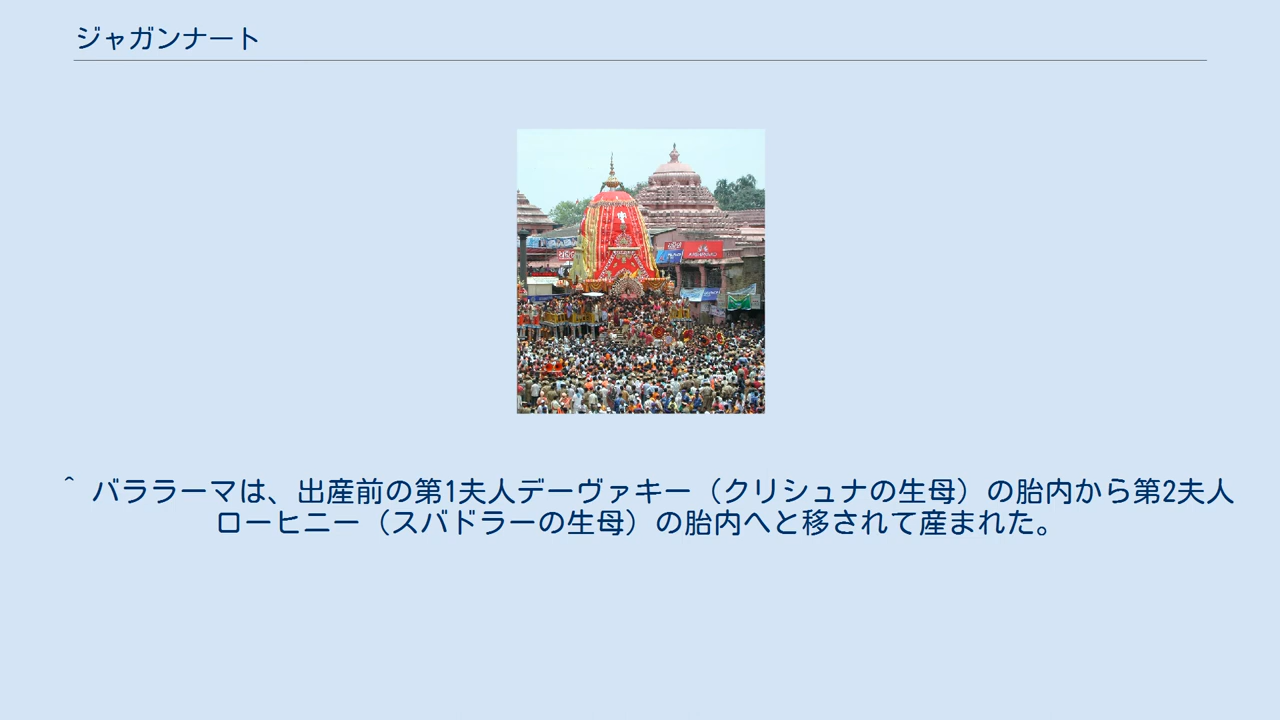 ジャガンナート
^ バララーマは、出産前の第1夫人デーヴァキー（クリシュナの生母）の胎内から第2夫人
ローヒニー（スバドラーの生母）の胎内へと移されて産まれた。